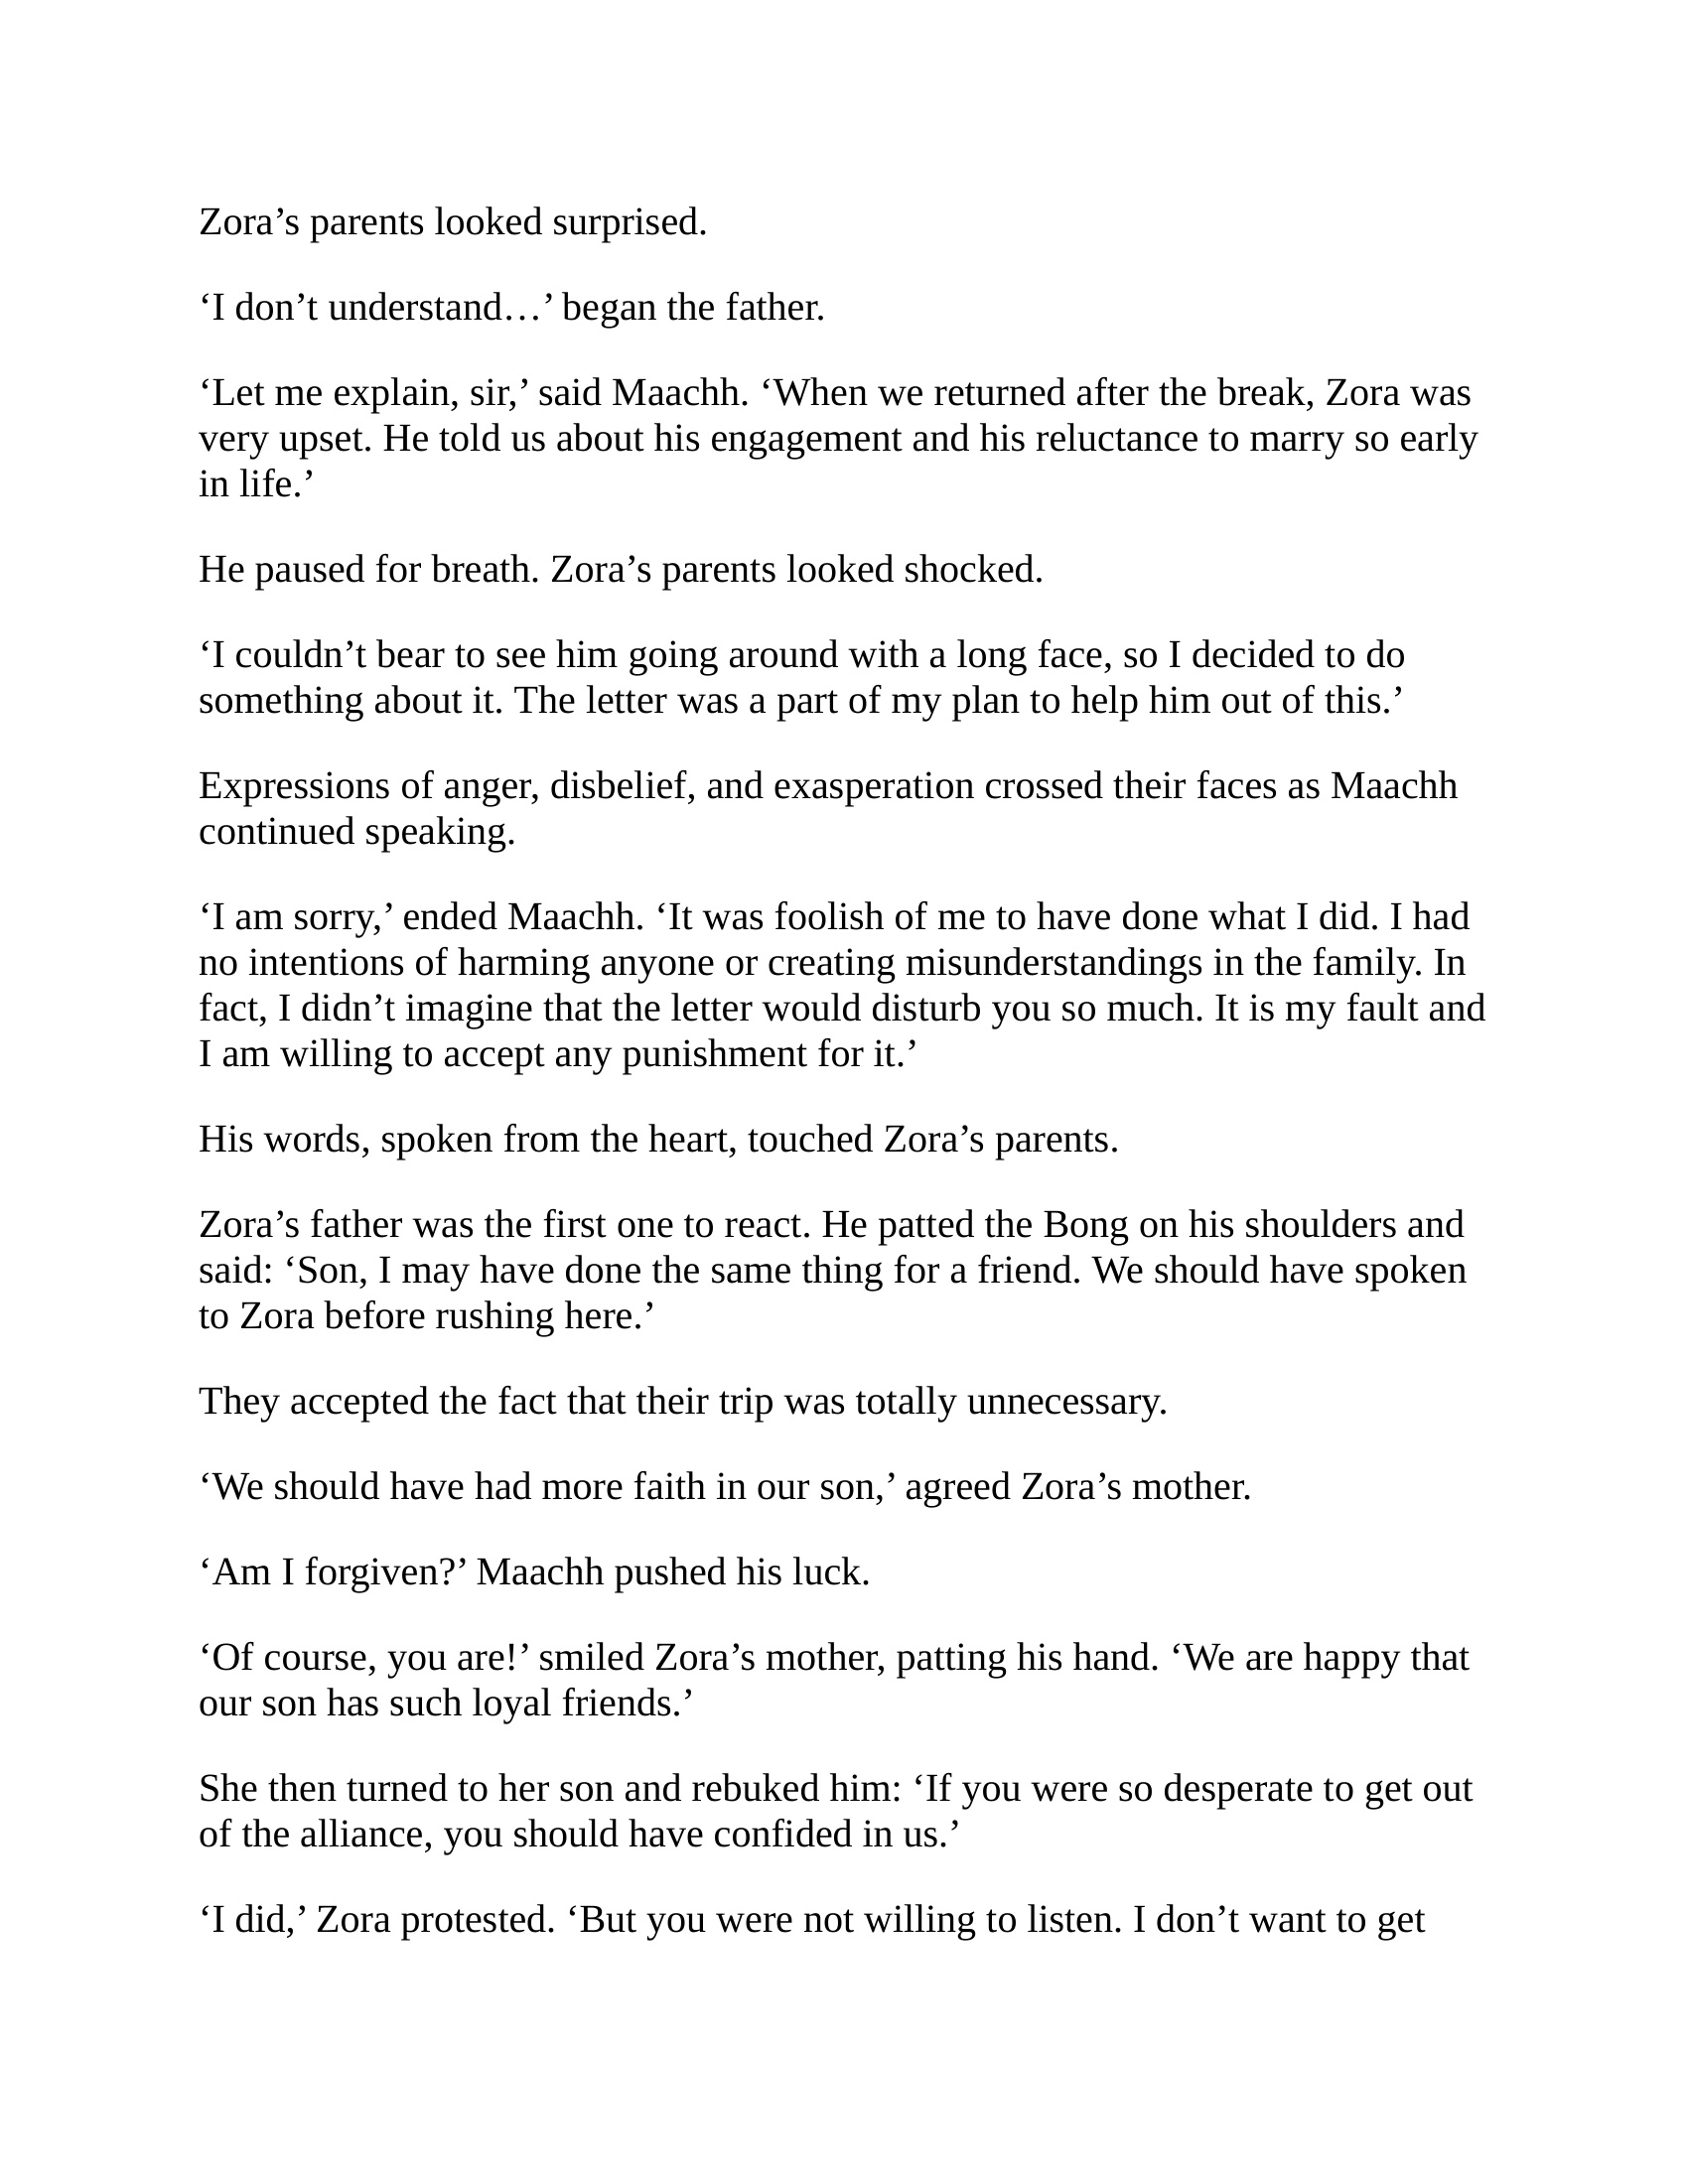 Zora’s parents looked surprised.
‘I don’t understand…’ began the father.
‘Let me explain, sir,’ said Maachh. ‘When we returned after the break, Zora was
very upset. He told us about his engagement and his reluctance to marry so early
in life.’
He paused for breath. Zora’s parents looked shocked.
‘I couldn’t bear to see him going around with a long face, so I decided to do
something about it. The letter was a part of my plan to help him out of this.’
Expressions of anger, disbelief, and exasperation crossed their faces as Maachh
continued speaking.
‘I am sorry,’ ended Maachh. ‘It was foolish of me to have done what I did. I had
no intentions of harming anyone or creating misunderstandings in the family. In
fact, I didn’t imagine that the letter would disturb you so much. It is my fault and
I am willing to accept any punishment for it.’
His words, spoken from the heart, touched Zora’s parents.
Zora’s father was the first one to react. He patted the Bong on his shoulders and
said: ‘Son, I may have done the same thing for a friend. We should have spoken
to Zora before rushing here.’
They accepted the fact that their trip was totally unnecessary.
‘We should have had more faith in our son,’ agreed Zora’s mother.
‘Am I forgiven?’ Maachh pushed his luck.
‘Of course, you are!’ smiled Zora’s mother, patting his hand. ‘We are happy that
our son has such loyal friends.’
She then turned to her son and rebuked him: ‘If you were so desperate to get out
of the alliance, you should have confided in us.’
‘I did,’ Zora protested. ‘But you were not willing to listen. I don’t want to get